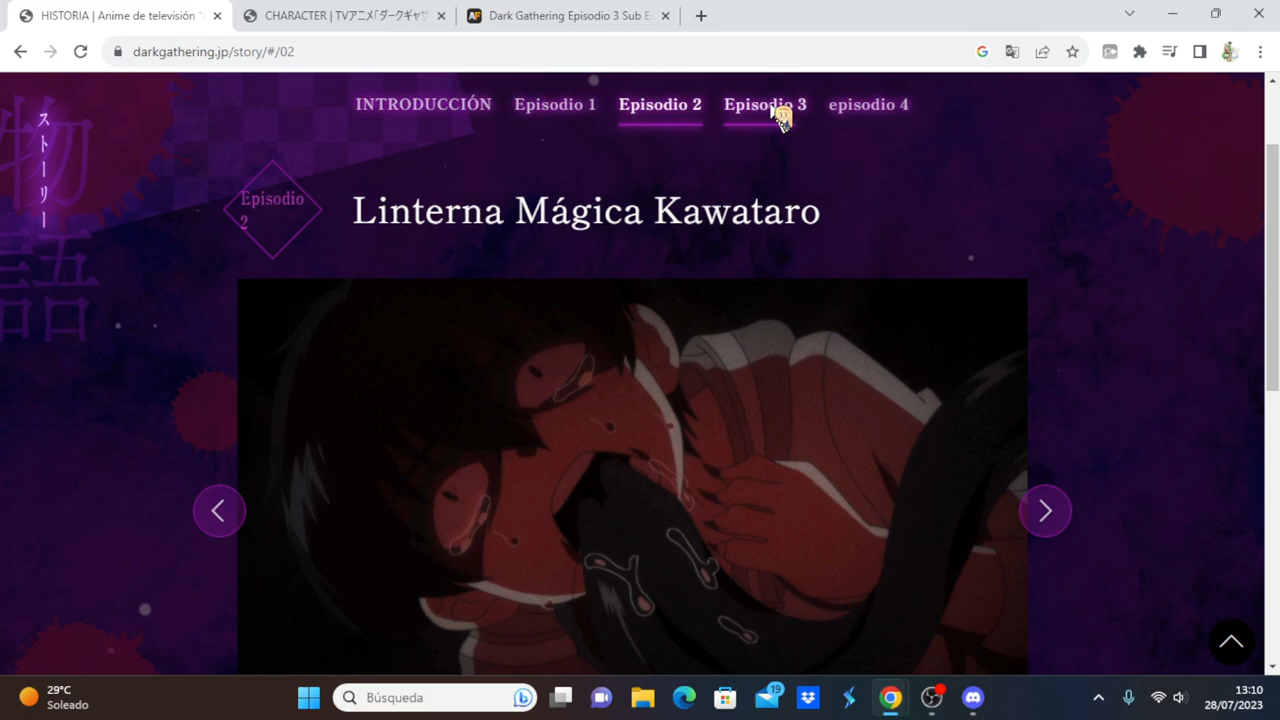 HISTORIA | Anime de televisión "
CHARACTER | TVアニメ「ダークギャザ
AF
Dark Gathering Episodio 3 Sub Es
darkgathering.jp/story/#/02
INTRODUCCIÓN
Episodio 1
Episodio 2
Episodio 3
episodio 4
ストーリー
物語
Episodio
2
Linterna Mágica Kawataro
29°C
Soleado
Búsqueda
19
13:10
28/07/2023